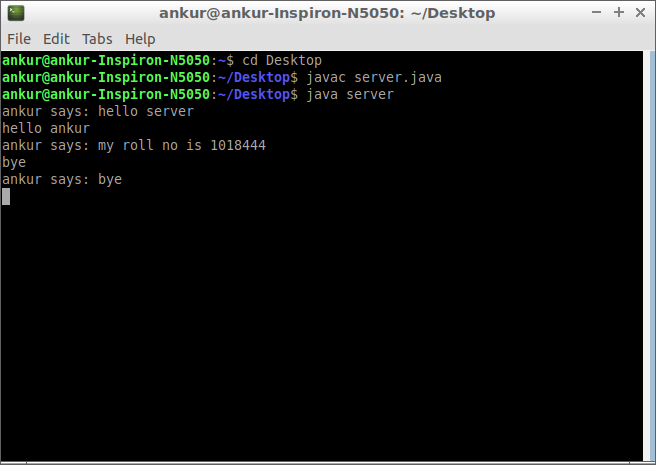 ankur@ankur-Inspiron-N5050: ~/Desktop
File Edit Tabs Help
ankur@ankur-Inspiron-N5050:~$ cd Desktop
ankur@ankur-Inspiron-N5050:~/Desktop$ javac server.java
ankur@ankur-Inspiron-N5050:~/Desktop$ java server
ankur says: hello server
hello ankur
ankur says: my roll no is 1018444
bye
ankur says: bye